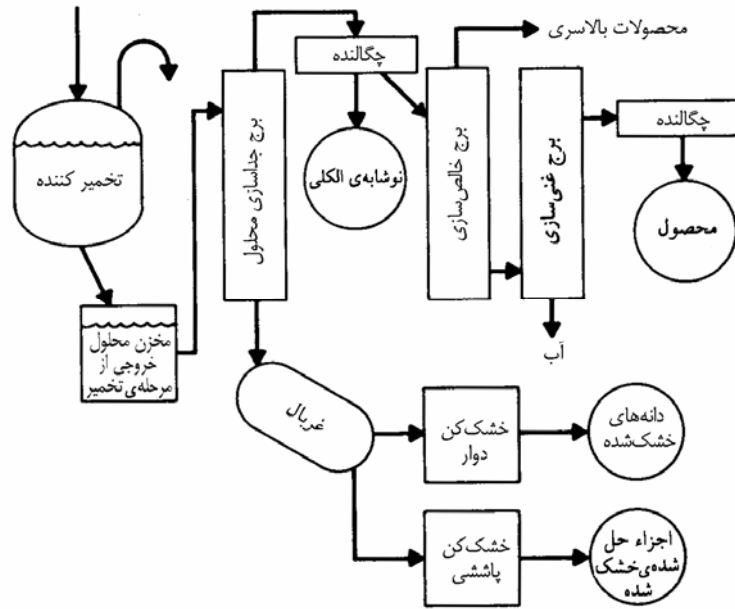 محصولات بالاسری
چگالنده
تخمیر کننده
برج جداسازی محلول
نوشابه‌ی الکلی
برج خالص‌سازی
برج غنی‌سازی
چگالنده
محصول
مخزن محلول
خروجی از
مرحله‌ی تخمیر
آب
غربال
خشک‌کن
دوار
دانه‌های
خشک‌شده
خشک‌کن
پاششی
اجزاء حل
شده‌ی خشک
شده